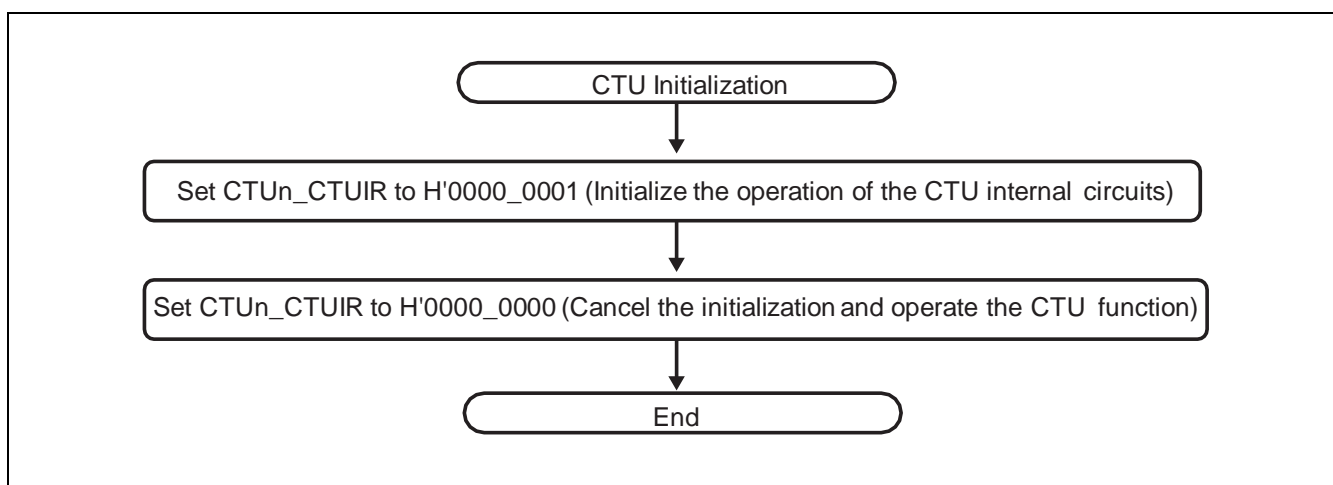 CTU Initialization
Set CTUn_CTUIR to H'0000_0001 (Initialize the operation of the CTU internal circuits)
Set CTUn_CTUIR to H'0000_0000 (Cancel the initialization and operate the CTU function)
End